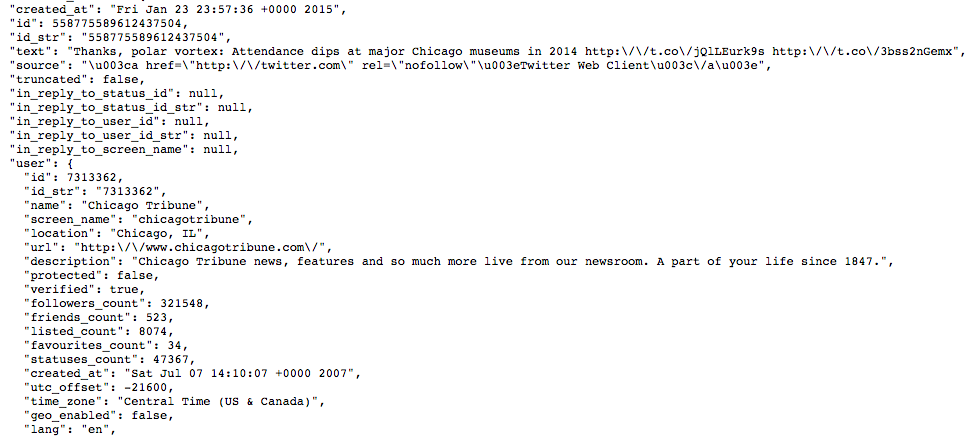 "created_at": "Fri Jan 23 23:57:36 +0000 2015",
"id": 558775589612437504,
"id_str": "558775589612437504",
"text": "Thanks, polar vortex: Attendance dips at major Chicago museums in 2014 http:\/\/t.co\/jQlLEurk9s http:\/\/t.co\/3bss2nGemx",
"source": "\u003ca href=\"http:\/\/twitter.com\" rel=\"nofollow\"\u003eTwitter Web Client\u003c\/a\u003e",
"truncated": false,
"in_reply_to_status_id": null,
"in_reply_to_status_id_str": null,
"in_reply_to_user_id": null,
"in_reply_to_user_id_str": null,
"in_reply_to_screen_name": null,
"user": {
"id": 7313362,
"id_str": "7313362",
"name": "Chicago Tribune",
"screen_name": "chicagotribune",
"location": "Chicago, IL",
"url": "http:\/\/www.chicagotribune.com\/",
"description": "Chicago Tribune news, features and so much more live from our newsroom. A part of your life since 1847.",
"protected": false,
"verified": true,
"followers_count": 321548,
"friends_count": 523,
"listed_count": 8074,
"favourites_count": 34,
"statuses_count": 47367,
"created_at": "Sat Jul 07 14:10:07 +0000 2007",
"utc_offset": -21600,
"time_zone": "Central Time (US & Canada)",
"geo_enabled": false,
"lang": "en",